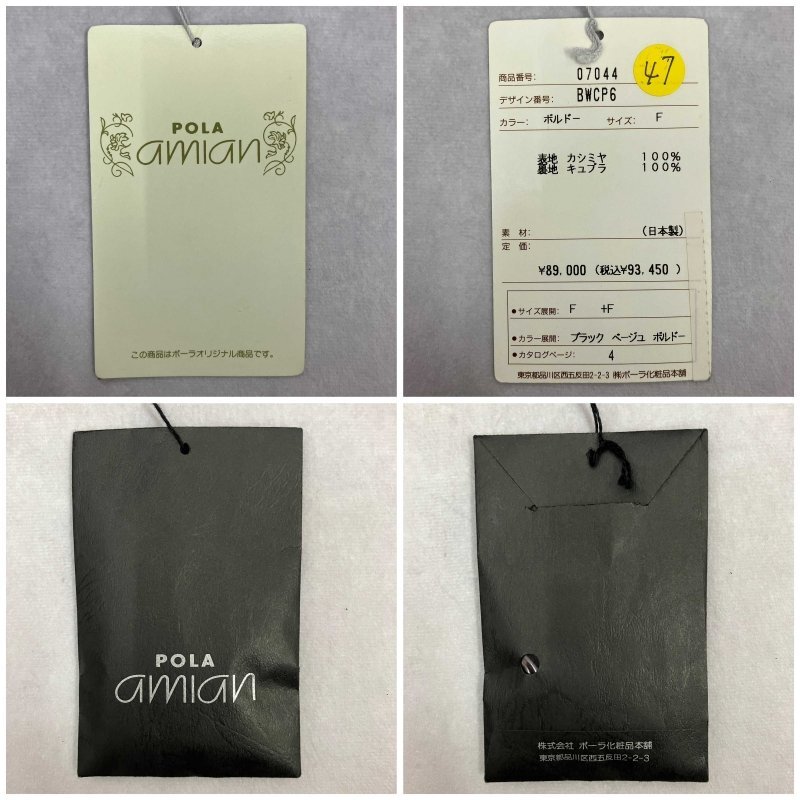 POLA
amian
この商品はポーラオリジナル商品です。
47
商品番号: 07044
デザイン番号: BWCP6
カラー: ボルドー サイズ: F
表地 カシミヤ 100%
裏地 キュプラ 100%
素 材: (日本製)
定 価:
¥89,000 (税込¥93,450 )
●サイズ展開: F +F
●カラー展開: ブラック ベージュ ボルドー
●カタログページ: 4
東京都品川区西五反田2-2-3 ㈱ポーラ化粧品本舗
POLA
amian
株式会社 ポーラ化粧品本舗
東京都品川区西五反田2-2-3